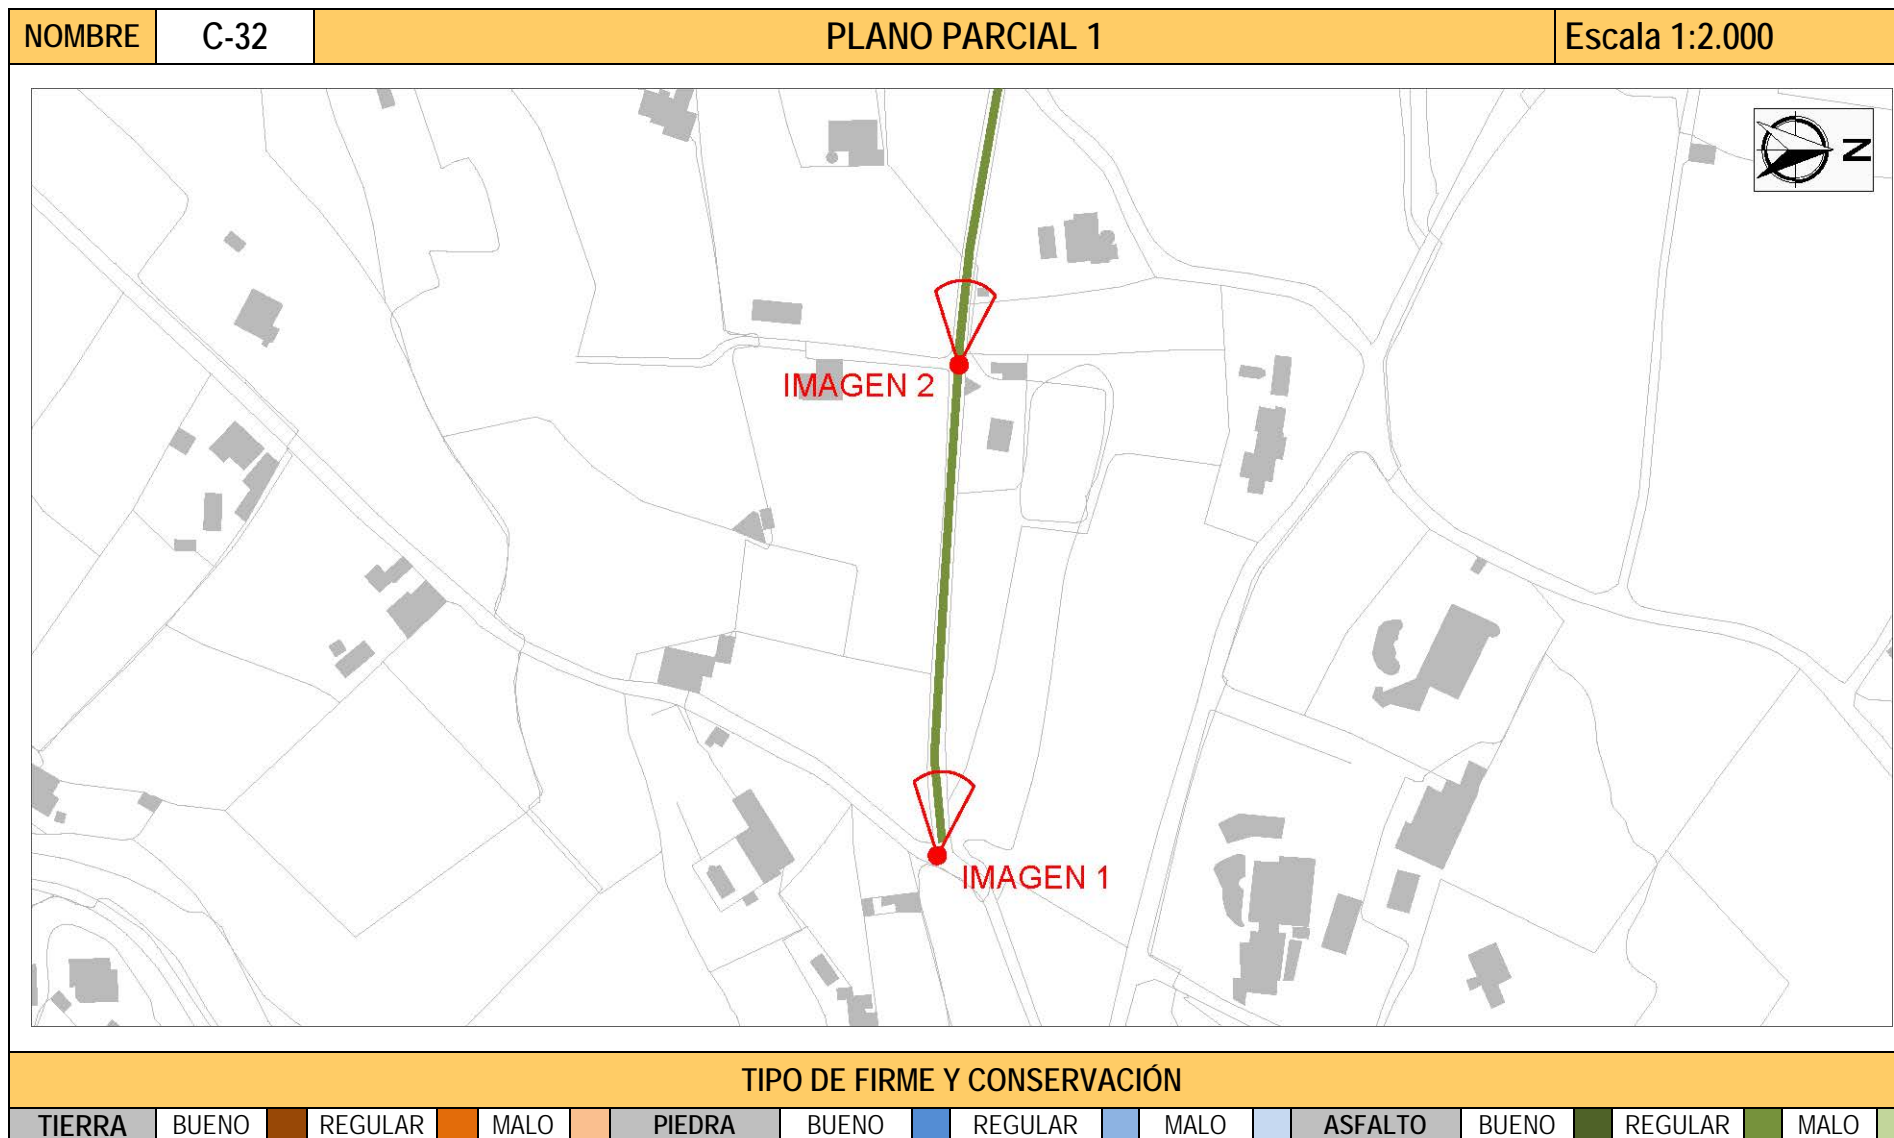 NOMBRE C-32 PLANO PARCIAL 1 Escala 1:2.000
N
IMAGEN 2
IMAGEN 1
TIPO DE FIRME Y CONSERVACIÓN
TIERRA BUENO REGULAR MALO PIEDRA BUENO REGULAR MALO ASFALTO BUENO REGULAR MALO